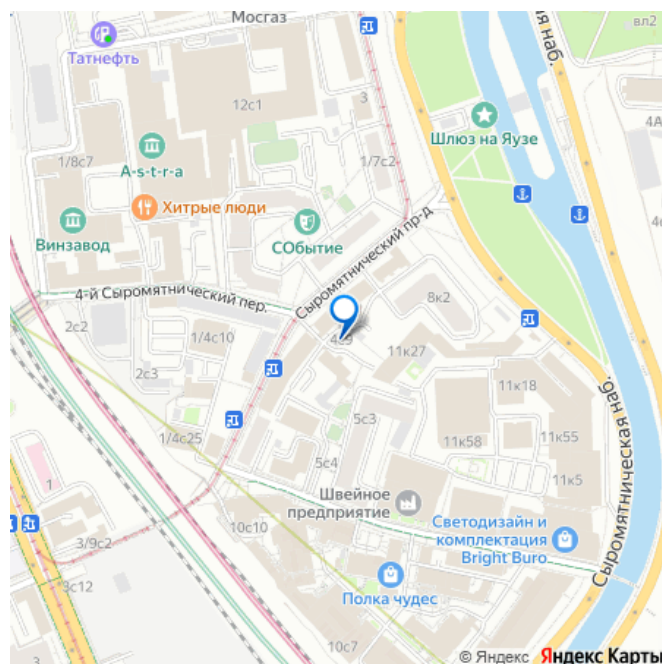 Мосгаз
вл2
ая наб.
Татнефть
12с1
3
4А
Шлюз на Яузе
1/8с7
1/7с2
A-s-t-r-a
Хитрые люди
Винзавод
СОбытие
Сыромятнический пр-д
4-й Сыромятнический пер.
8к2
2с2
1/4с10
11к27
2с3
11к18
5с3
1/4с25
11к58
11к55
5с4
11к5
1
Швейное
предприятие
10с10
Светодизайн и
комплектация
Bright Buro
Сыромятническая наб.
3/9с2
3с12
Полка чудес
10с7
© Яндекс Яндекс Карты